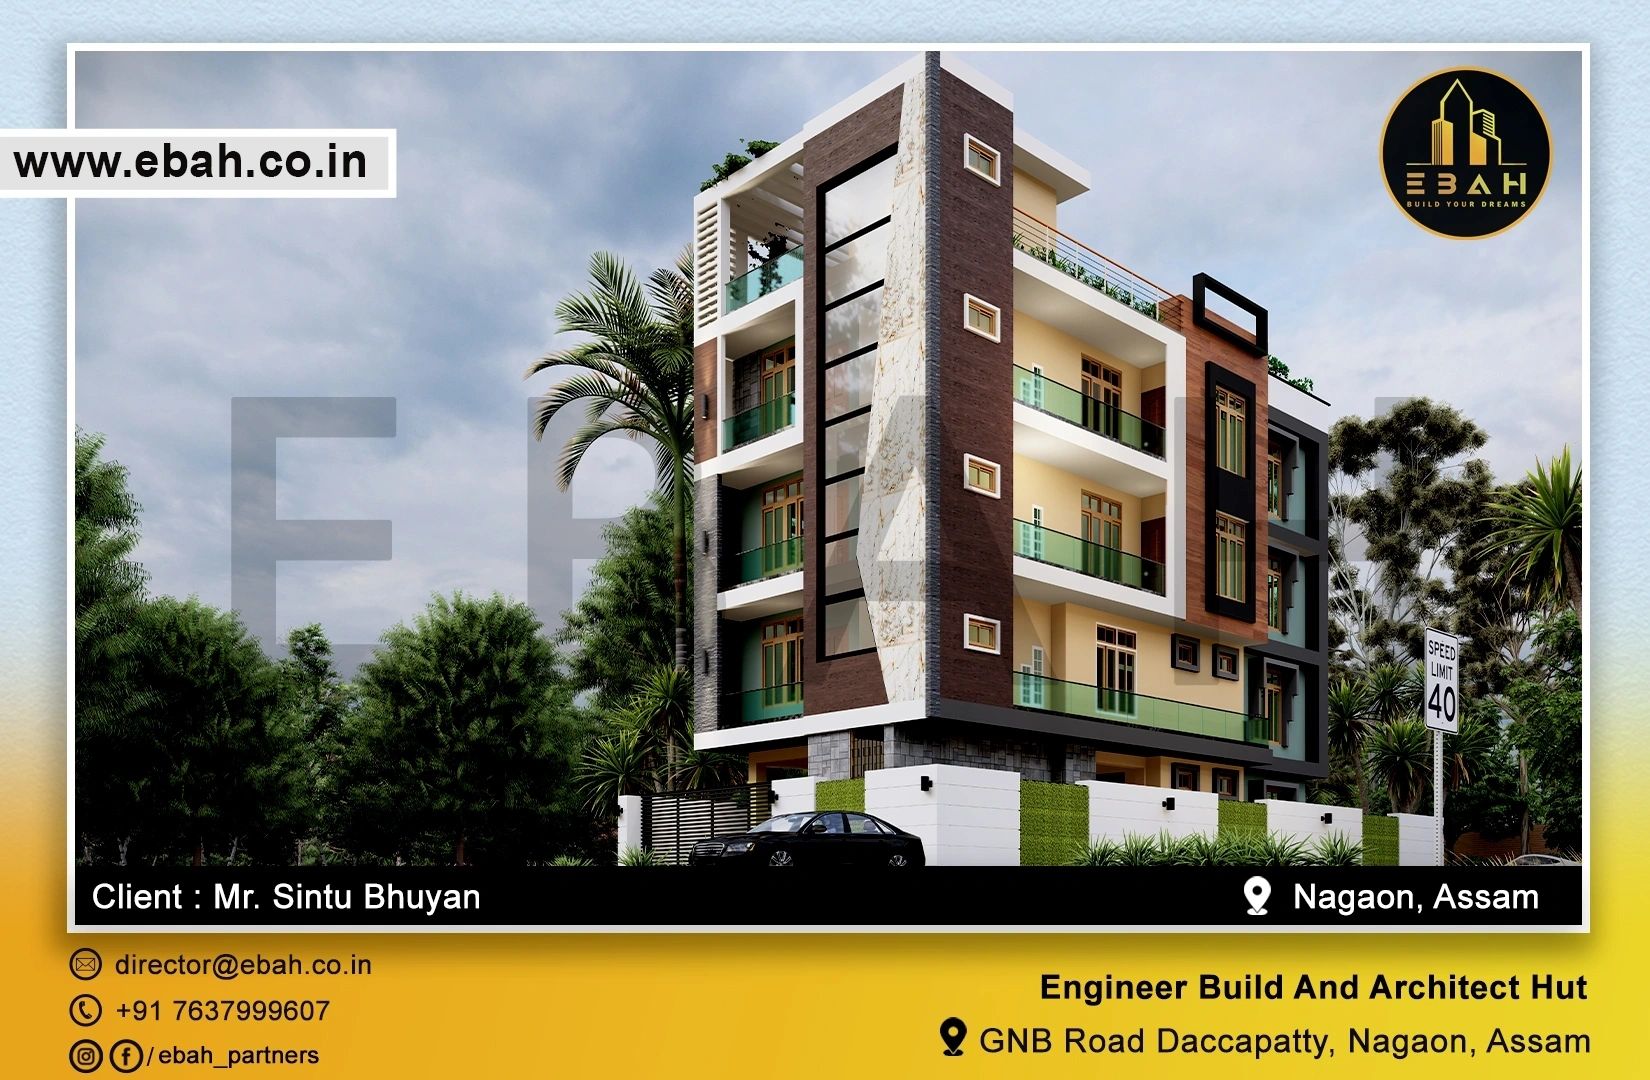 www.ebah.co.in
EBAH
BUILD YOUR DREAMS
EBAH
SPEED
LIMIT
40
Client : Mr. Sintu Bhuyan
Nagaon, Assam
director@ebah.co.in
+91 7637999607
/ ebah_partners
Engineer Build And Architect Hut
GNB Road Daccapatty, Nagaon, Assam